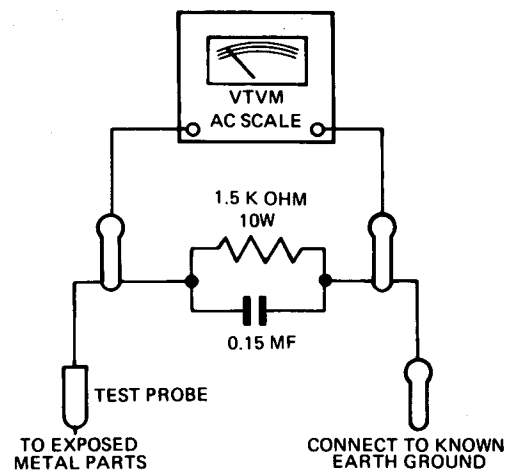 VTVM
AC SCALE
1.5 K OHM
10W
0.15 MF
TEST PROBE
TO EXPOSED
METAL PARTS
CONNECT TO KNOWN
EARTH GROUND